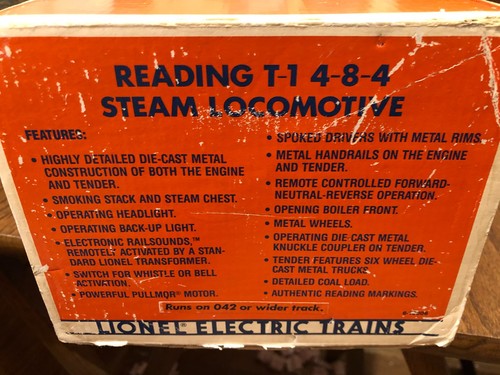 READING T-1 4-8-4
STEAM LOCOMOTIVE
FEATURES:
• HIGHLY DETAILED DIE-CAST METAL
CONSTRUCTION OF BOTH THE ENGINE
AND TENDER.
• SMOKING STACK AND STEAM CHEST.
• OPERATING HEADLIGHT.
• OPERATING BACK-UP LIGHT.
• ELECTRONIC RAILSOUNDS,™
REMOTELY ACTIVATED BY A STAN-
DARD LIONEL TRANSFORMER.
• SWITCH FOR WHISTLE OR BELL
ACTIVATION.
• POWERFUL PULLMOR® MOTOR.
• SPOKED DRIVERS WITH METAL RIMS
• METAL HANDRAILS ON THE ENGINE
AND TENDER.
• REMOTE CONTROLLED FORWARD-
NEUTRAL-REVERSE OPERATION.
• OPENING BOILER FRONT.
• METAL WHEELS.
• OPERATING DIE CAST METAL
KNUCKLE COUPLER ON TENDER.
• TENDER FEATURES SIX WHEEL DIE-
CAST METAL TRUCKS.
• DETAILED COAL LOAD.
• AUTHENTIC READING MARKINGS.
Runs on 042 or wider track.
LIONEL® ELECTRIC TRAINS